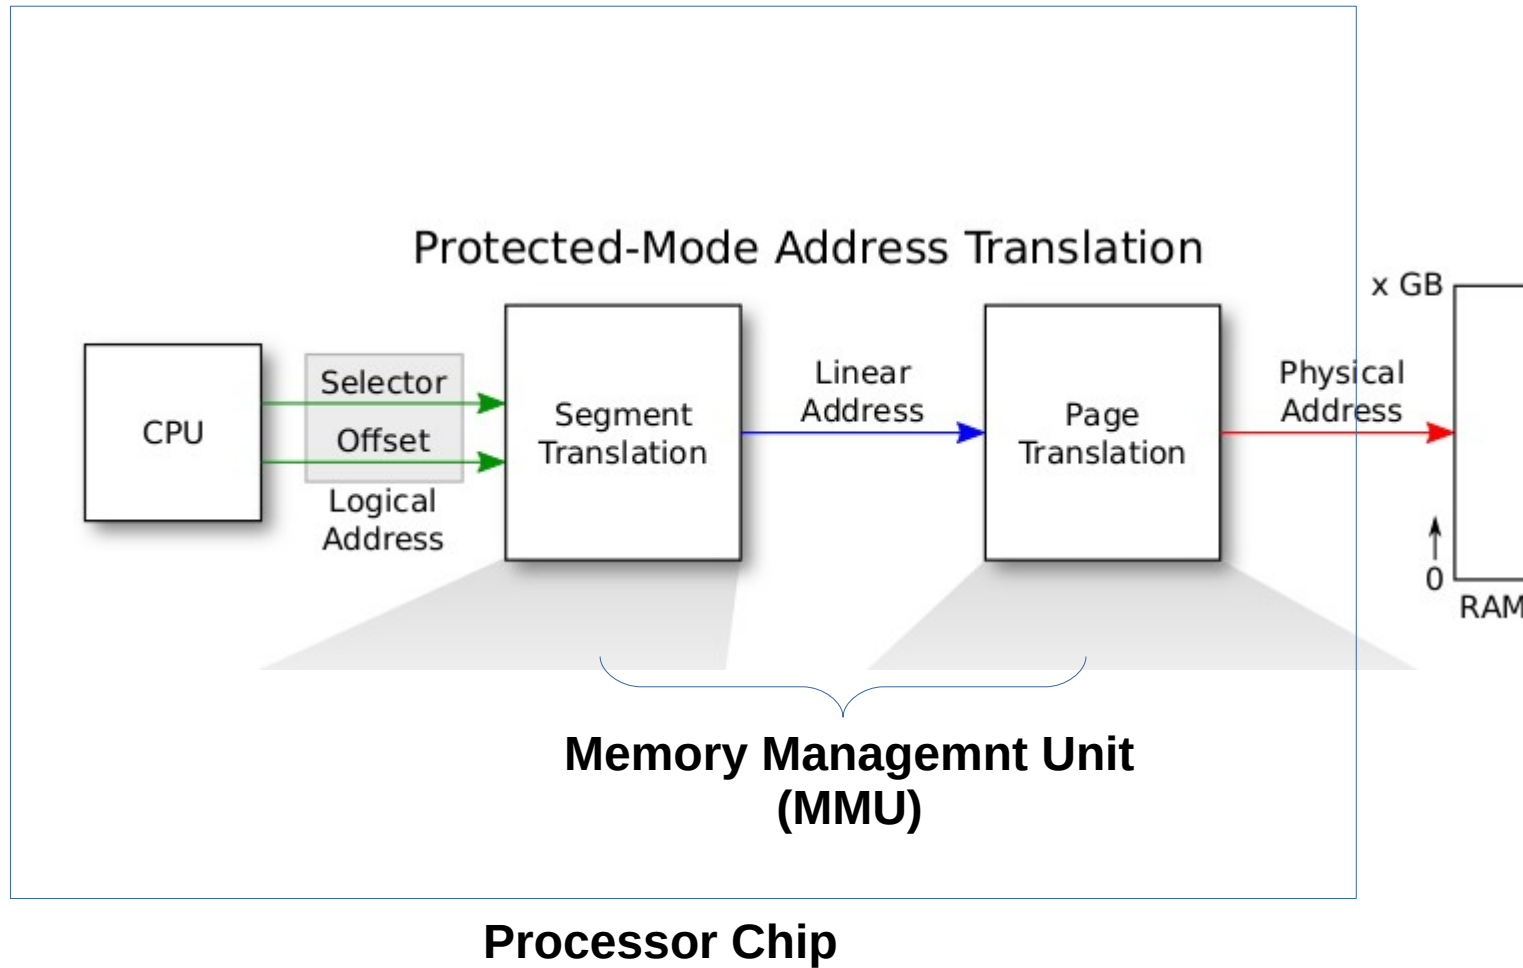 Protected-Mode Address Translation
x GB
CPU
Selector
Offset
Logical
Address
Segment
Translation
Linear
Address
Page
Translation
Physical
Address
0
RAM
Memory Managemnt Unit
(MMU)
Processor Chip